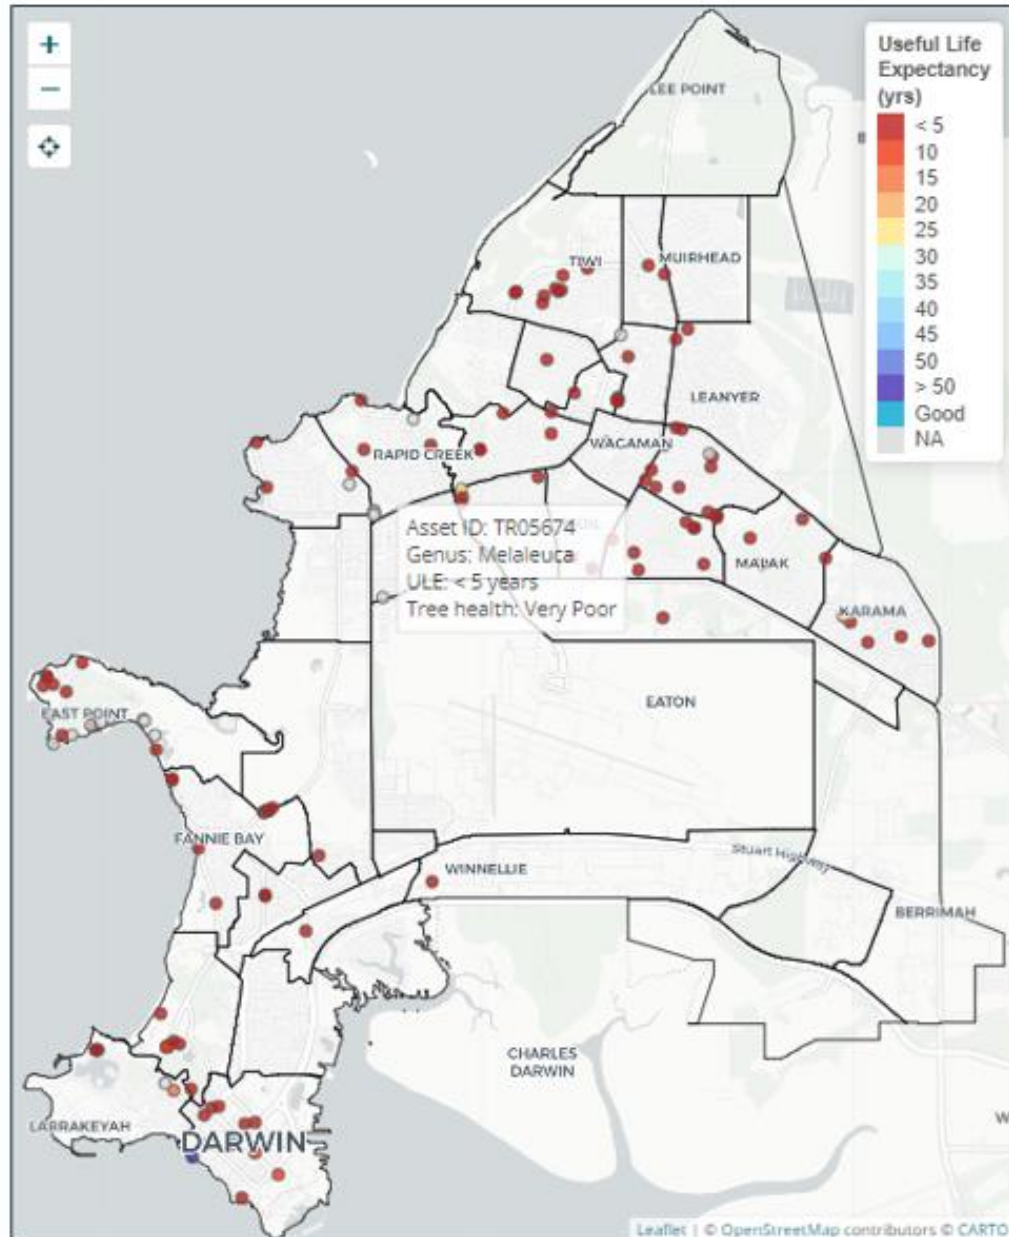 +
−
Useful Life
Expectancy
(yrs)
< 5
10
15
20
25
30
35
40
45
50
> 50
Good
NA
LEE POINT
TIWI
MUIRHEAD
LEANYER
WAGAMAN
RAPID CREEK
Asset ID: TR05674
Genus: Melaleuca
ULE: < 5 years
Tree health: Very Poor
MALAK
KARAMA
EAST POINT
EATON
FANNIE BAY
WINNELLIE
Stuart Highway
BERRIMAH
CHARLES
DARWIN
LARRAKEYAH
DARWIN
W
Leaflet | © OpenStreetMap contributors © CARTO